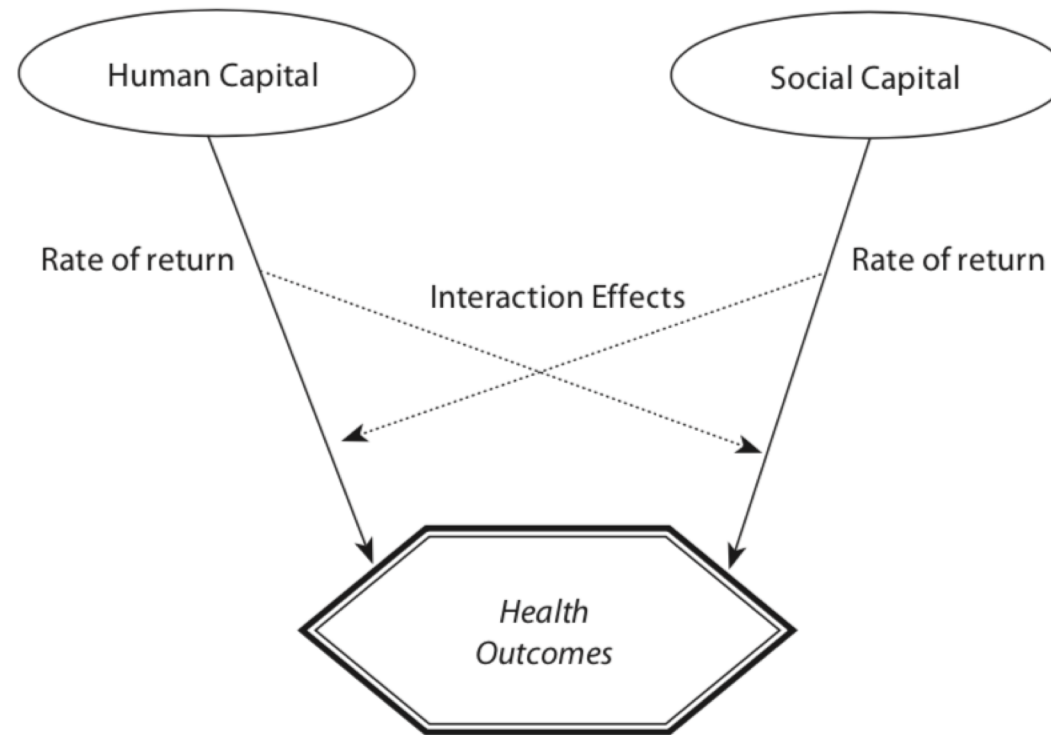 Human Capital
Social Capital
Rate of return
Rate of return
Interaction Effects
Health
Outcomes